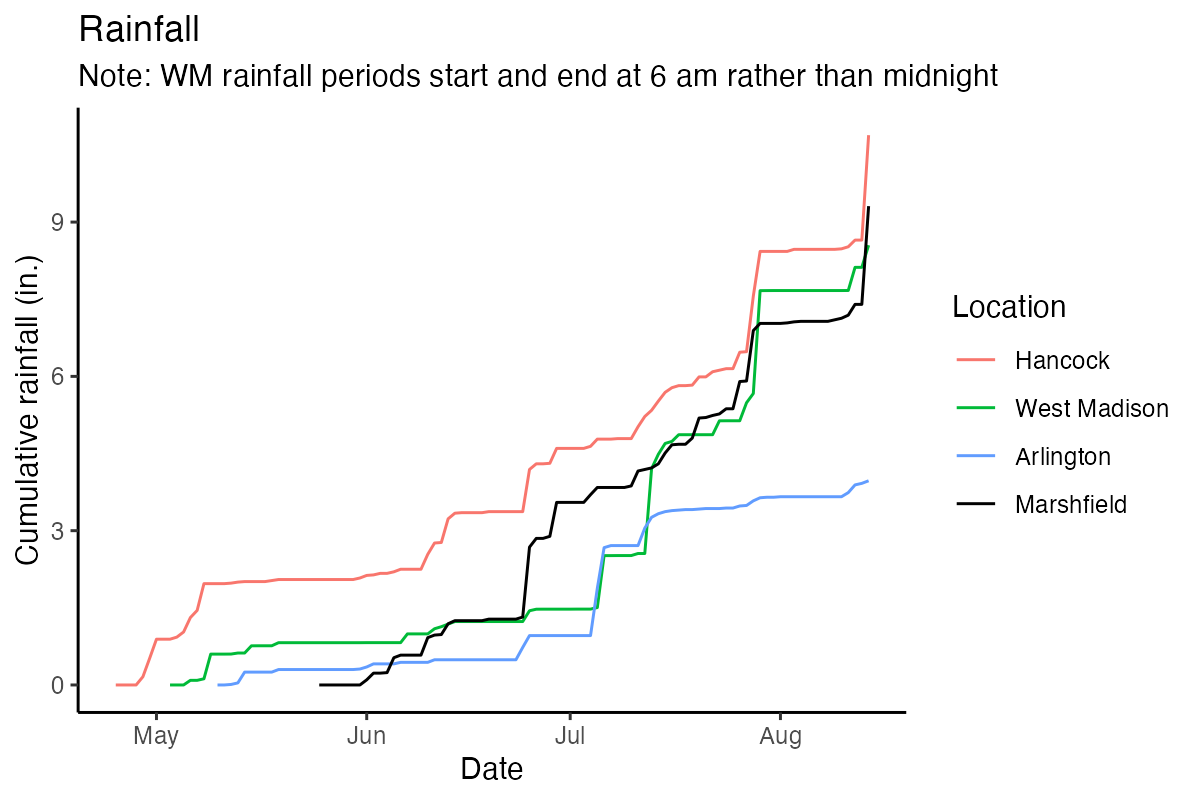 Rainfall
Note: WM rainfall periods start and end at 6 am rather than midnight
Cumulative rainfall (in.)
9
6
3
0
May
Jun
Jul
Aug
Date
Location
Hancock
West Madison
Arlington
Marshfield